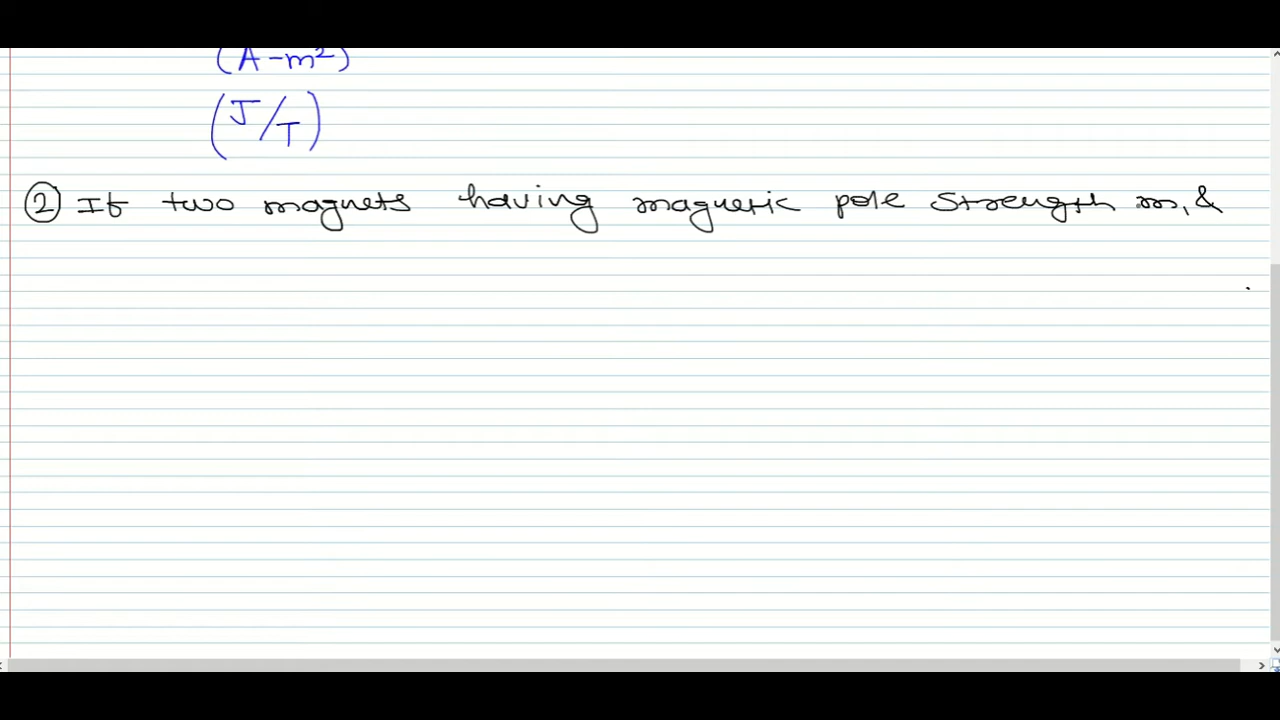 (A-m²)
(J/T)
② If two magnets having magnetic pole strength m₁ &